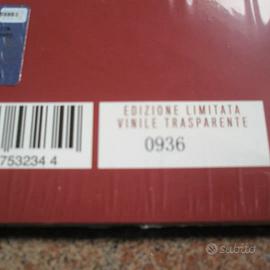 EDIZIONE LIMITATA
VINILE TRASPARENTE
0936
753234 4
subito